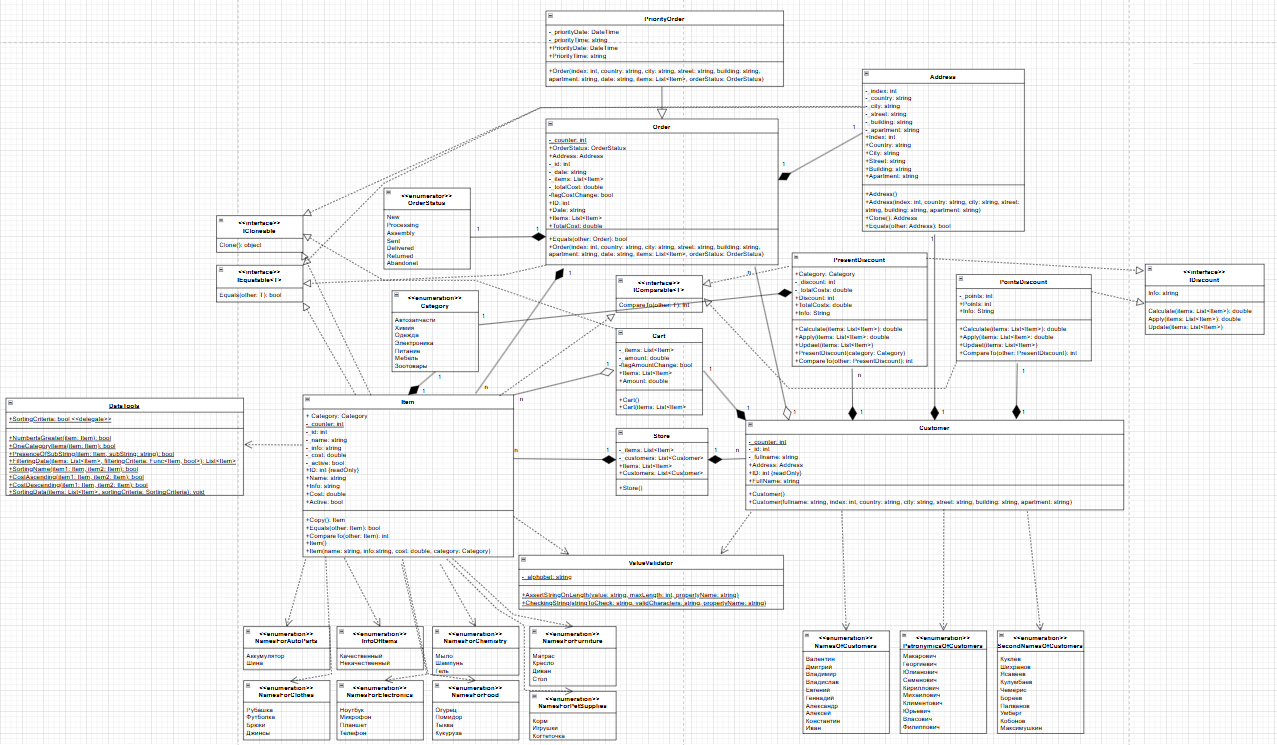 PriorityOrder
- _priorityDate: DateTime
- _priorityTime: string
+PriorityDate: DateTime
+PriorityTime: string
+Order(index: int, country: string, city: string, street: string, building: string,
apartment: string, date: string, items: List<Item>, orderStatus: OrderStatus)
Address
- _index: int
- _country: string
- _city: string
- _street: string
- _building: string
- _apartment: string
+Index: int
+Country: string
+City: string
+Street: string
+Building: string
+Apartment: string
+Address()
+Address(index: int, country: string, city: string, street:
string, building: string, apartment: string)
+Clone(): Address
+Equals(other: Address): bool
Order
- _counter: int
+OrderStatus: OrderStatus
+Address: Address
- _id: int
- _date: string
- _items: List<Item>
- _totalCost: double
-flagCostChange: bool
+ID: int
+Date: string
+Items: List<Item>
+TotalCost: double
+Equals(other: Order): bool
+Order(index: int, country: string, city: string, street: string, building: string,
apartment: string, date: string, items: List<Item>, orderStatus: OrderStatus)
1
1
<<enumerator>>
OrderStatus
New
Processing
Assembly
Sent
Delivered
Returned
Abandonet
1
1
<<interface>>
ICloneable
Clone(): object
<<interface>>
IEquatable<T>
Equals(other: T): bool
<<interface>>
IComparable<T>
CompareTo(other: T): int
PresentDiscount
+Category: Category
- _discount: int
- _totalCosts: double
+Discount: int
+TotalCosts: double
+Info: String
+Calculate(items: List<Item>): double
+Apply(items: List<Item>): double
+Updaet(items: List<Item>)
+PresentDiscount(category: Category)
+CompareTo(other: PresentDiscount): int
PointsDiscount
- _points: int
+Points: int
+Info: String
+Calculate(items: List<Item>): double
+Apply(items: List<Item>): double
+Updaet(items: List<Item>)
+CompareTo(other: PresentDiscount): int
<<interface>>
IDiscount
Info: string
Calculate(items: List<Item>): double
Apply(items: List<Item>): double
Update(items: List<Item>)
1
n
1
<<enumeration>>
Category
Автозапчасти
Химия
Одежда
Электроника
Питание
Мебель
Зоотовары
1
1
1
n
Cart
- _items: List<Item>
- _amount: double
-flagAmountChange: bool
+Items: List<Item>
+Amount: double
+Cart()
+Cart(items: List<Item>)
1
1
n
1
1
1
n
1
1
1
DateTools
+SortingCriteria: bool <<delegate>>
+NumberIsGreater(item: Item): bool
+OneCategoryItems(item: Item): bool
+PresenceOfSubString(item: Item, subString: string): bool
+FilteringData(items: List<Item>, filteringCriteria: Func<Item, bool>): List<Item>
+SortingName(item1: Item, item2: Item): bool
+CostAscending(item1: Item, item2: Item): bool
+CostDescending(item1: Item, item2: Item): bool
+SortingData(items: List<Item>, sortingCriteria: SortingCriteria): void
Item
+ Category: Category
- _counter: int
- _id: int
- _name: string
- _info: string
- _cost: double
- _active: bool
+ID: int {readOnly}
+Name: string
+Info: string
+Cost: double
+Active: bool
+Copy(): Item
+Equals(other: Item): bool
+CompareTo(other: Item): int
+Item()
+Item(name: string, info:string, cost: double, category: Category)
n
n
Store
- _items: List<Item>
- _customers: List<Customer>
+Items: List<Item>
+Customers: List<Customer>
+Store()
1
1
n
Customer
- _counter: int
- _id: int
- _fullname: string
+Address: Address
+ID: int {readOnly}
+FullName: string
+Customer()
+Customer(fullname: string, index: int, country: string, city: string, street: string, building: string, apartment: string)
ValueValidator
- _alphabet: string
+AssertStringOnLength(value: string, maxLength: int, propertyName: string)
+CheckingString(stringToCheck: string, validCharacters: string, propertyName: string)
<<enumeration>>
NamesForAutoParts
Аккумулятор
Шина
<<enumeration>>
InfoOfItems
Качественный
Некачественный
<<enumeration>>
NamesForChemistry
Мыло
Шампунь
Гель
<<enumeration>>
NamesForFurniture
Матрас
Кресло
Диван
Стол
<<enumeration>>
NamesForClothes
Рубашка
Футболка
Брюки
Джинсы
<<enumeration>>
NamesForElectronics
Ноутбук
Микрофон
Планшет
Телефон
<<enumeration>>
NamesForFood
Огурец
Помидор
Тыква
Кукуруза
<<enumeration>>
NamesForPetSupplies
Корм
Игрушки
Когтеточка
<<enumeration>>
NamesOfCustomers
Валентин
Дмитрий
Владимир
Владислав
Евгений
Геннадий
Александр
Алексей
Константин
Иван
<<enumeration>>
PatronymicsOfCustomers
Макарович
Георгиевич
Юлианович
Семенович
Кириллович
Михаилович
Климентович
Юрьевич
Власович
Филиппович
<<enumeration>>
SecondNamesOfCustomers
Куклев
Шихранов
Исавеев
Кулумбаев
Чемерис
Бореев
Палванов
Умберг
Кобонов
Максимушкин